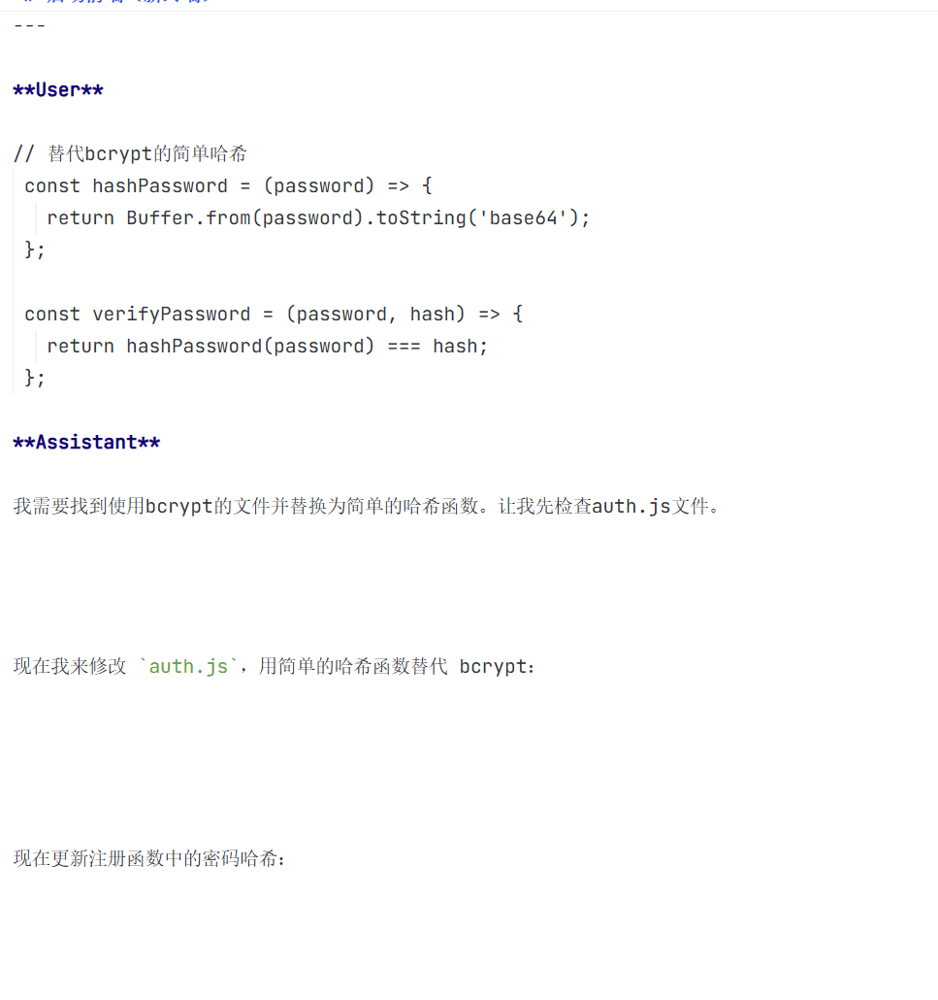 ---
**User**
// 替代bcrypt的简单哈希
const hashPassword = (password) => {
return Buffer.from(password).toString('base64');
};
const verifyPassword = (password, hash) => {
return hashPassword(password) === hash;
};
**Assistant**
我需要找到使用bcrypt的文件并替换为简单的哈希函数。让我先检查auth.js文件。
现在我来修改 `auth.js`，用简单的哈希函数替代 bcrypt：
现在更新注册函数中的密码哈希：